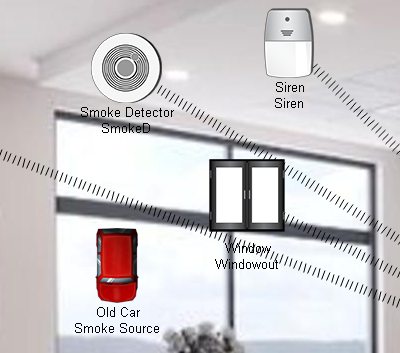 Siren
Siren
Smoke Detector
SmokeD
Window
Windowout
Old Car
Smoke Source